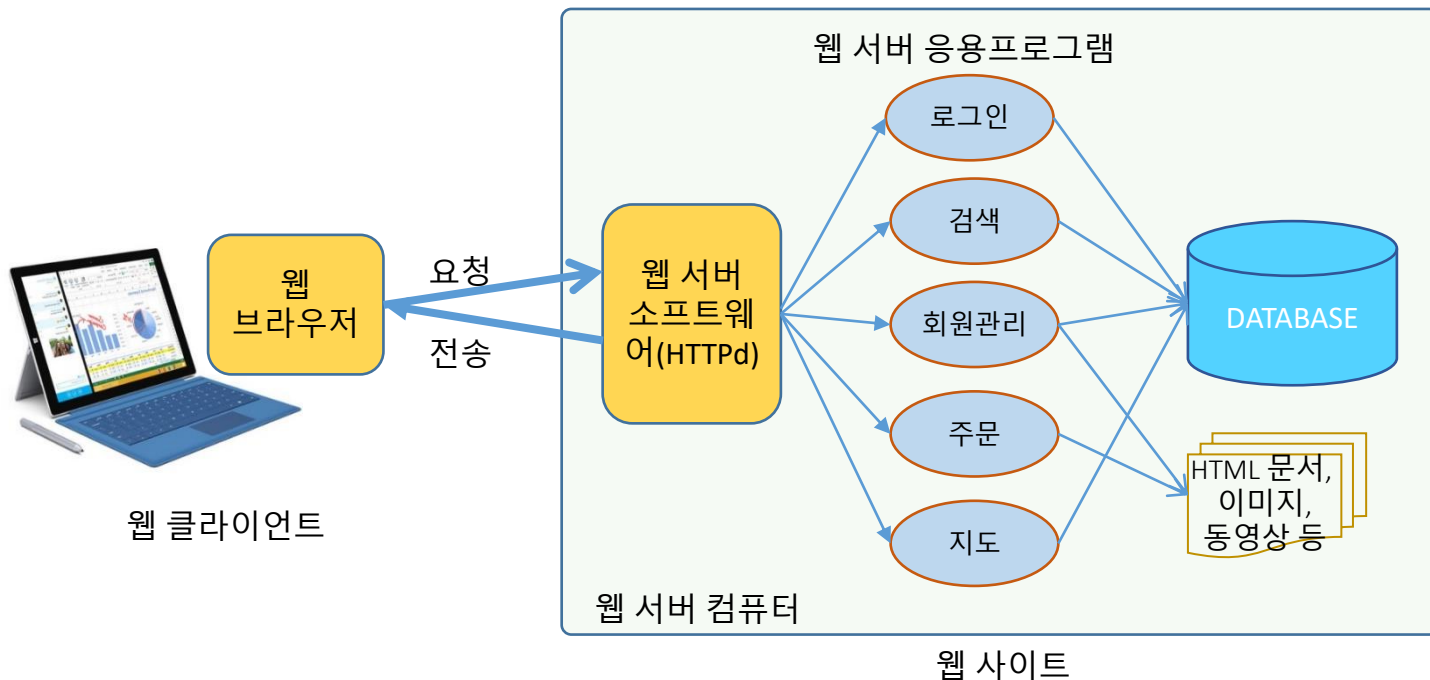 웹 서버 응용프로그램
로그인
검색
회원관리
주문
지도
웹
브라우저
요청
전송
웹 서버
소프트웨
어(HTTPd)
DATABASE
HTML 문서,
이미지,
동영상 등
웹 클라이언트
웹 서버 컴퓨터
웹 사이트